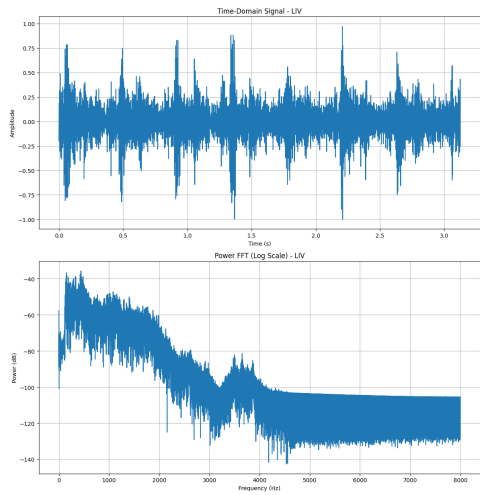 Time-Domain Signal - LIV
1.00
0.75
0.50
0.25
0.00
−0.25
−0.50
−0.75
−1.00
Amplitude
0.0 0.5 1.0 1.5 2.0 2.5 3.0
Time (s)
Power FFT (Log Scale) - LIV
−40
−60
−80
−100
−120
−140
Power (dB)
0 1000 2000 3000 4000 5000 6000 7000 8000
Frequency (Hz)